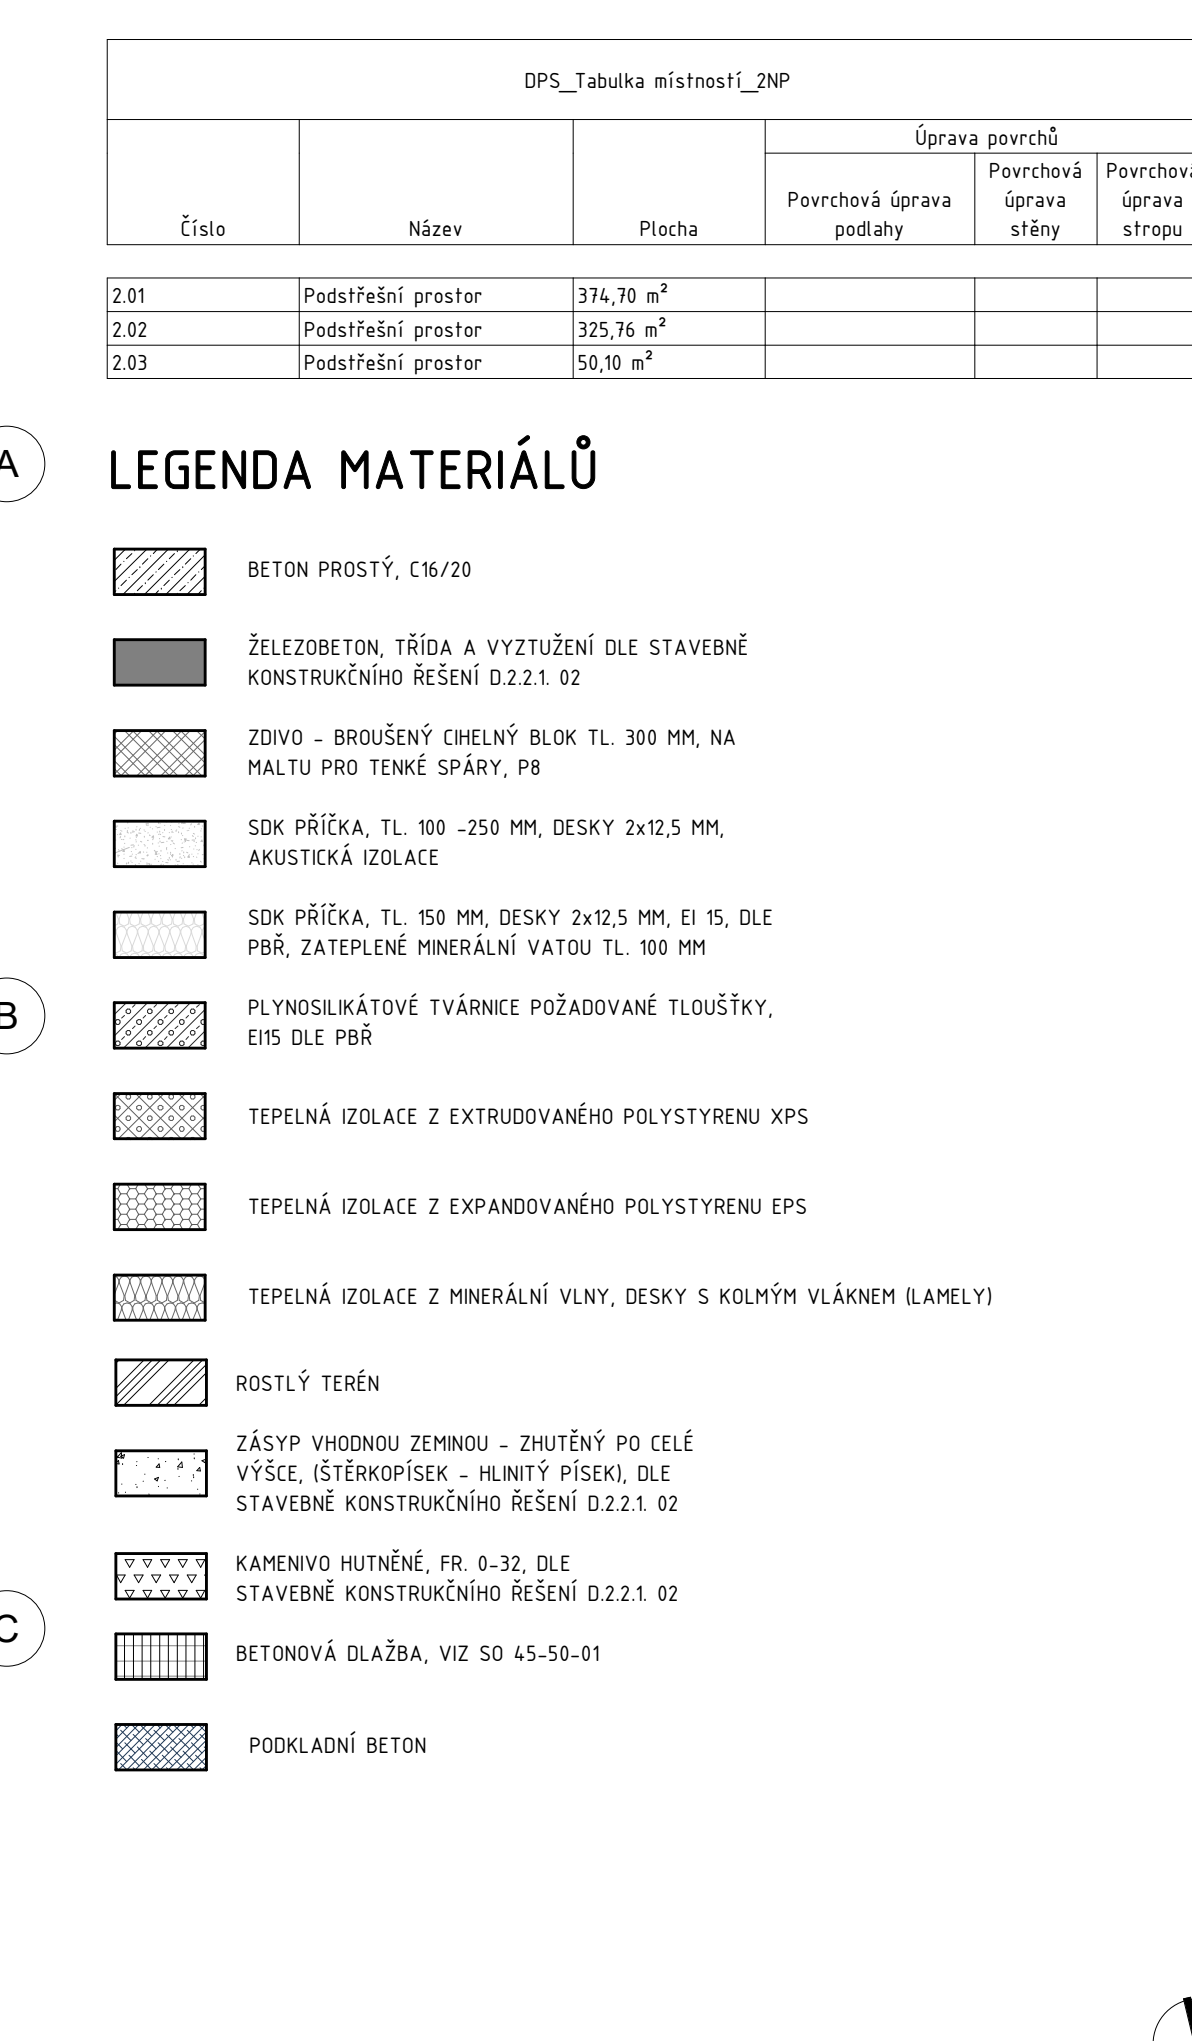 DPS_Tabulka místností_2NP
Úprava povrchů
Číslo
Název
Plocha
Povrchová úprava
podlahy
Povrchová
úprava
stěny
Povrchová
úprava
stropu
2.01 Podstřešní prostor 374,70 m²
2.02 Podstřešní prostor 325,76 m²
2.03 Podstřešní prostor 50,10 m²
A
LEGENDA MATERIÁLŮ
BETON PROSTÝ, C16/20
ŽELEZOBETON, TŘÍDA A VYZTUŽENÍ DLE STAVEBNĚ
KONSTRUKČNÍHO ŘEŠENÍ D.2.2.1. 02
ZDIVO - BROUŠENÝ CIHELNÝ BLOK TL. 300 MM, NA
MALTU PRO TENKÉ SPÁRY, P8
SDK PŘÍČKA, TL. 100 -250 MM, DESKY 2x12,5 MM,
AKUSTICKÁ IZOLACE
SDK PŘÍČKA, TL. 150 MM, DESKY 2x12,5 MM, EI 15, DLE
PBŘ, ZATEPLENÉ MINERÁLNÍ VATOU TL. 100 MM
B
PLYNOSILIKÁTOVÉ TVÁRNICE POŽADOVANÉ TLOUŠŤKY,
EI15 DLE PBŘ
TEPELNÁ IZOLACE Z EXTRUDOVANÉHO POLYSTYRENU XPS
TEPELNÁ IZOLACE Z EXPANDOVANÉHO POLYSTYRENU EPS
TEPELNÁ IZOLACE Z MINERÁLNÍ VLNY, DESKY S KOLMÝM VLÁKNEM (LAMELY)
ROSTLÝ TERÉN
ZÁSYP VHODNOU ZEMINOU - ZHUTĚNÝ PO CELÉ
VÝŠCE, (ŠTĚRKOPÍSEK - HLINITÝ PÍSEK), DLE
STAVEBNĚ KONSTRUKČNÍHO ŘEŠENÍ D.2.2.1. 02
KAMENIVO HUTNĚNÉ, FR. 0-32, DLE
STAVEBNĚ KONSTRUKČNÍHO ŘEŠENÍ D.2.2.1. 02
C
BETONOVÁ DLAŽBA, VIZ SO 45-50-01
PODKLADNÍ BETON